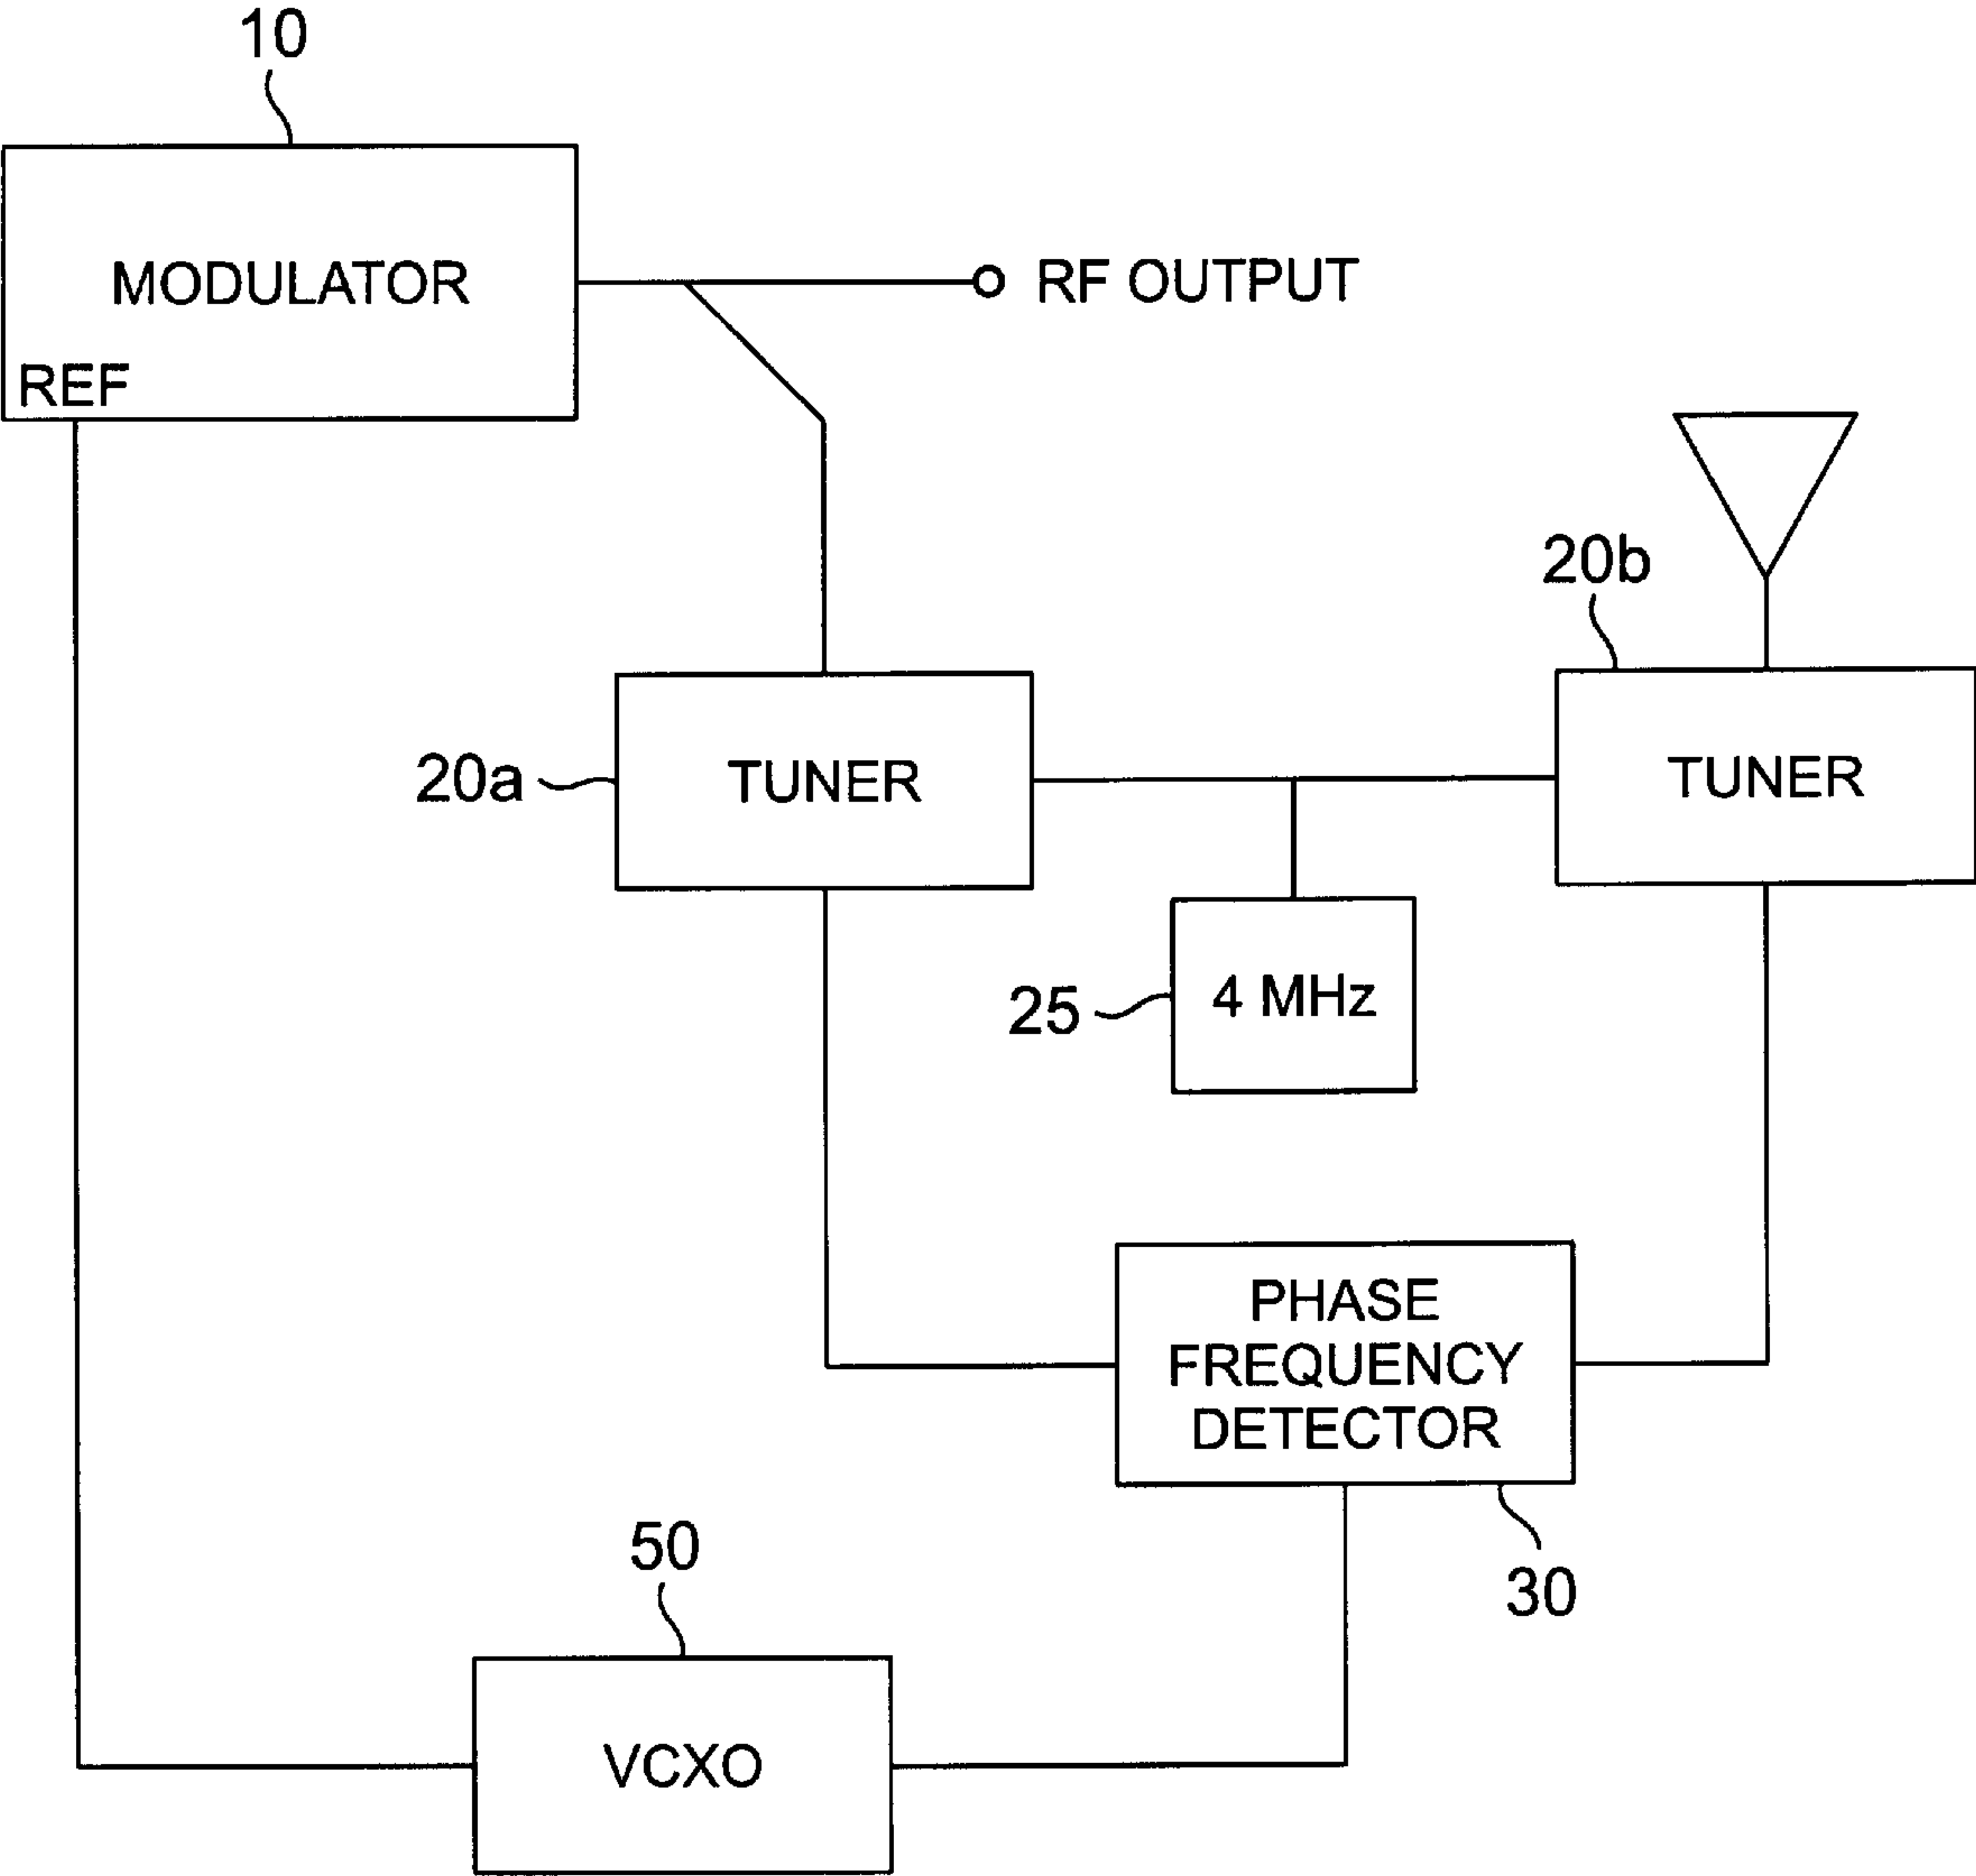 10
MODULATOR
RF OUTPUT
REF
20b
20a
TUNER
TUNER
25
4 MHz
PHASE
FREQUENCY
DETECTOR
50
30
VCXO